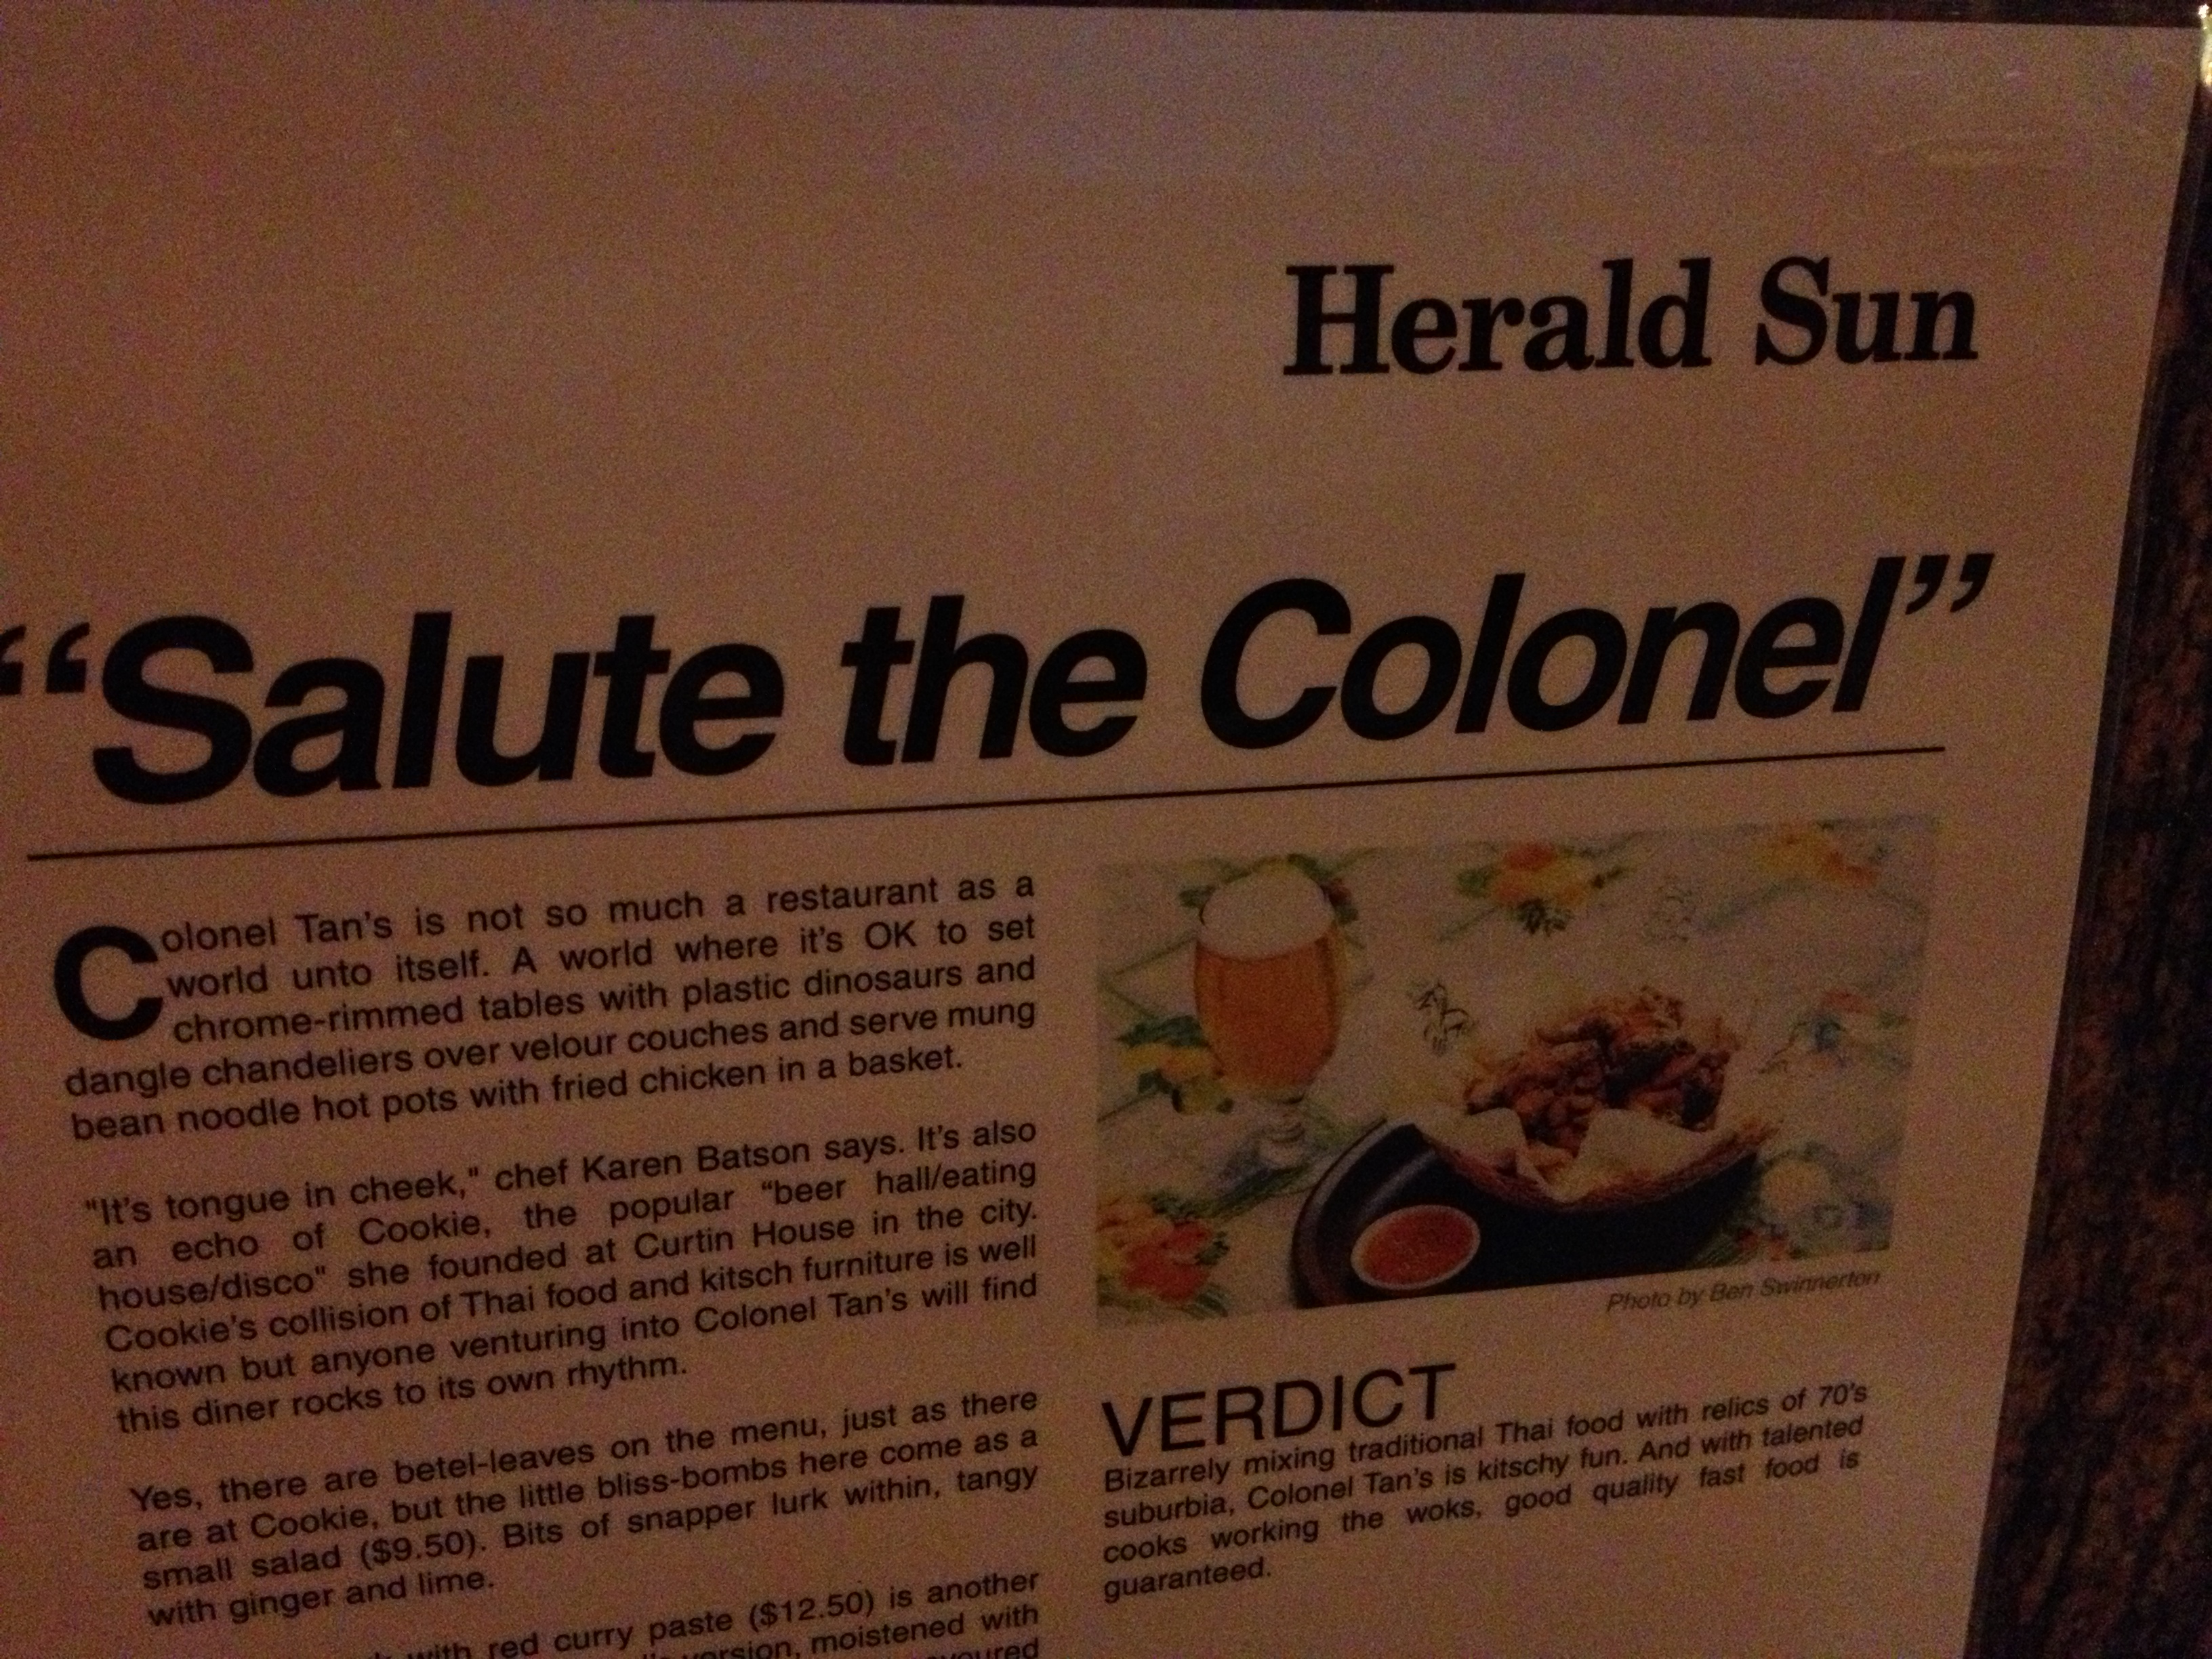 Herald Sun
“Salute the Colonel”
Colonel Tan's is not so much a restaurant as a
world unto itself. A world where it's OK to set
chrome-rimmed tables with plastic dinosaurs and
dangle chandeliers over velour couches and serve mung
bean noodle hot pots with fried chicken in a basket.
"It's tongue in cheek," chef Karen Batson says. It's also
an echo of Cookie, the popular “beer hall/eating
house/disco" she founded at Curtin House in the city.
Cookie's collision of Thai food and kitsch furniture is well
known but anyone venturing into Colonel Tan's will find
this diner rocks to its own rhythm.
Yes, there are betel-leaves on the menu, just as there
are at Cookie, but the little bliss-bombs here come as a
small salad ($9.50). Bits of snapper lurk within, tangy
with ginger and lime.
with red curry paste ($12.50) is another
version, moistened with
Photo by Ben Swinnerton
VERDICT
Bizarrely mixing traditional Thai food with relics of 70's
suburbia, Colonel Tan's is kitschy fun. And with talented
cooks working the woks, good quality fast food is
guaranteed.